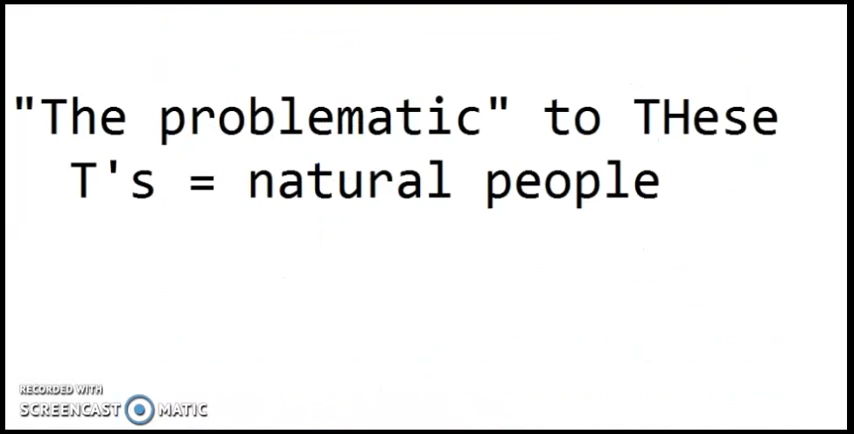 "The problematic" to THese
T's = natural people
RECORDED WITH
SCREENCAST MATIC